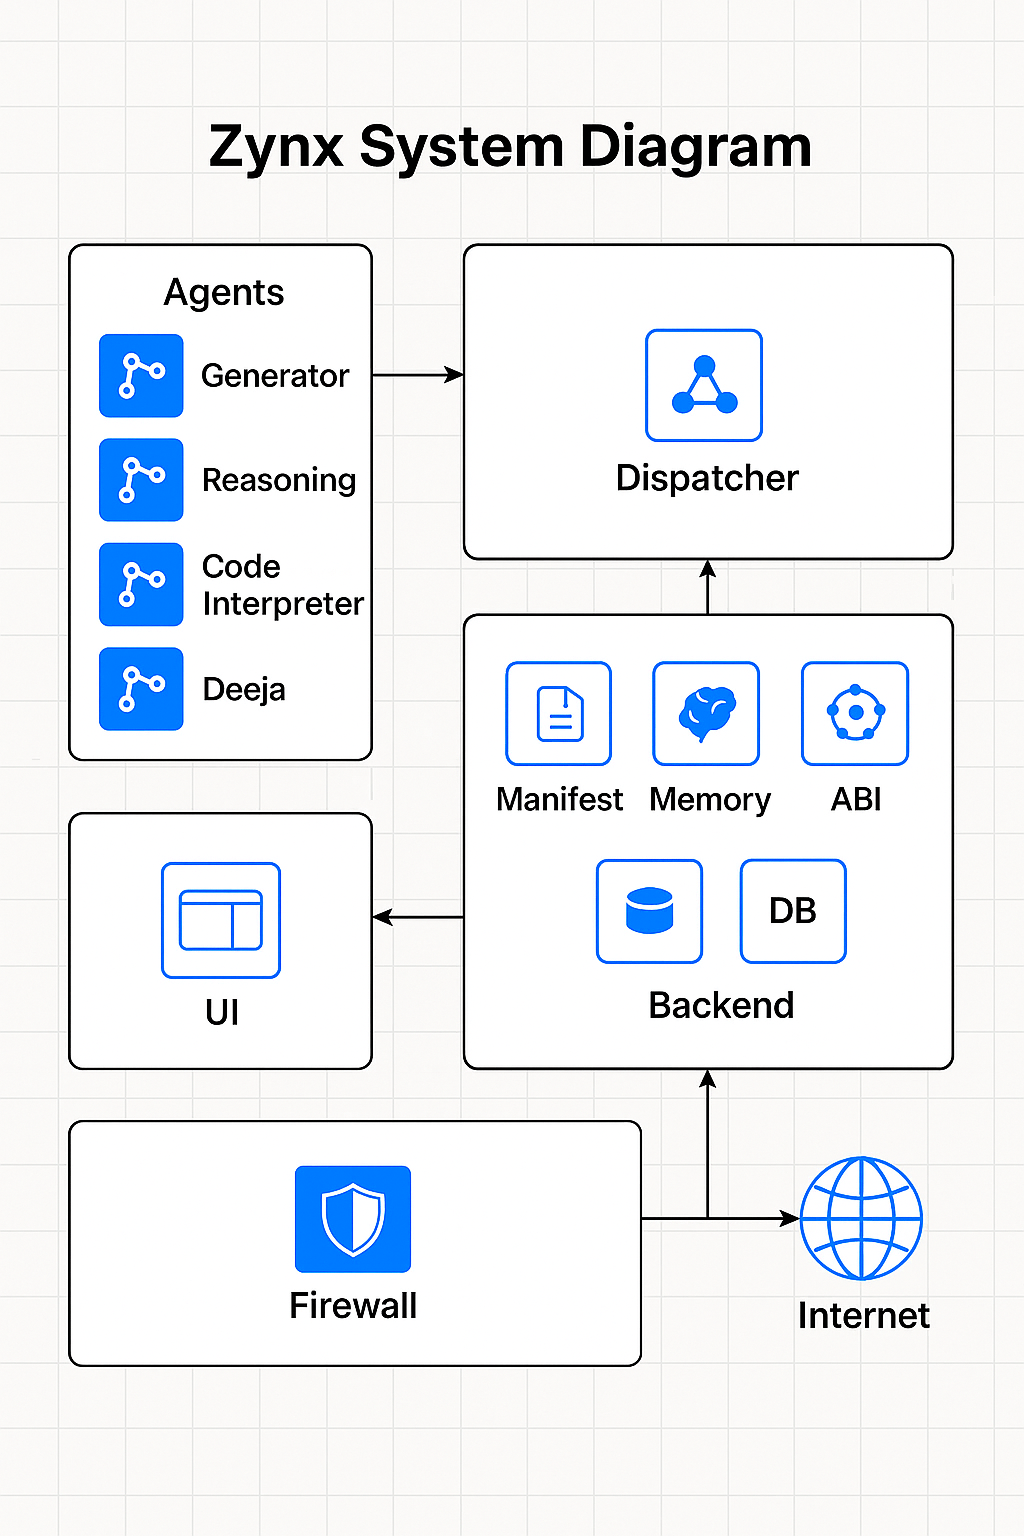 Zynx System Diagram
Agents
Generator
Reasoning
Code
Interpreter
Deeja
Dispatcher
Manifest
Memory
ABI
DB
Backend
UI
Firewall
Internet